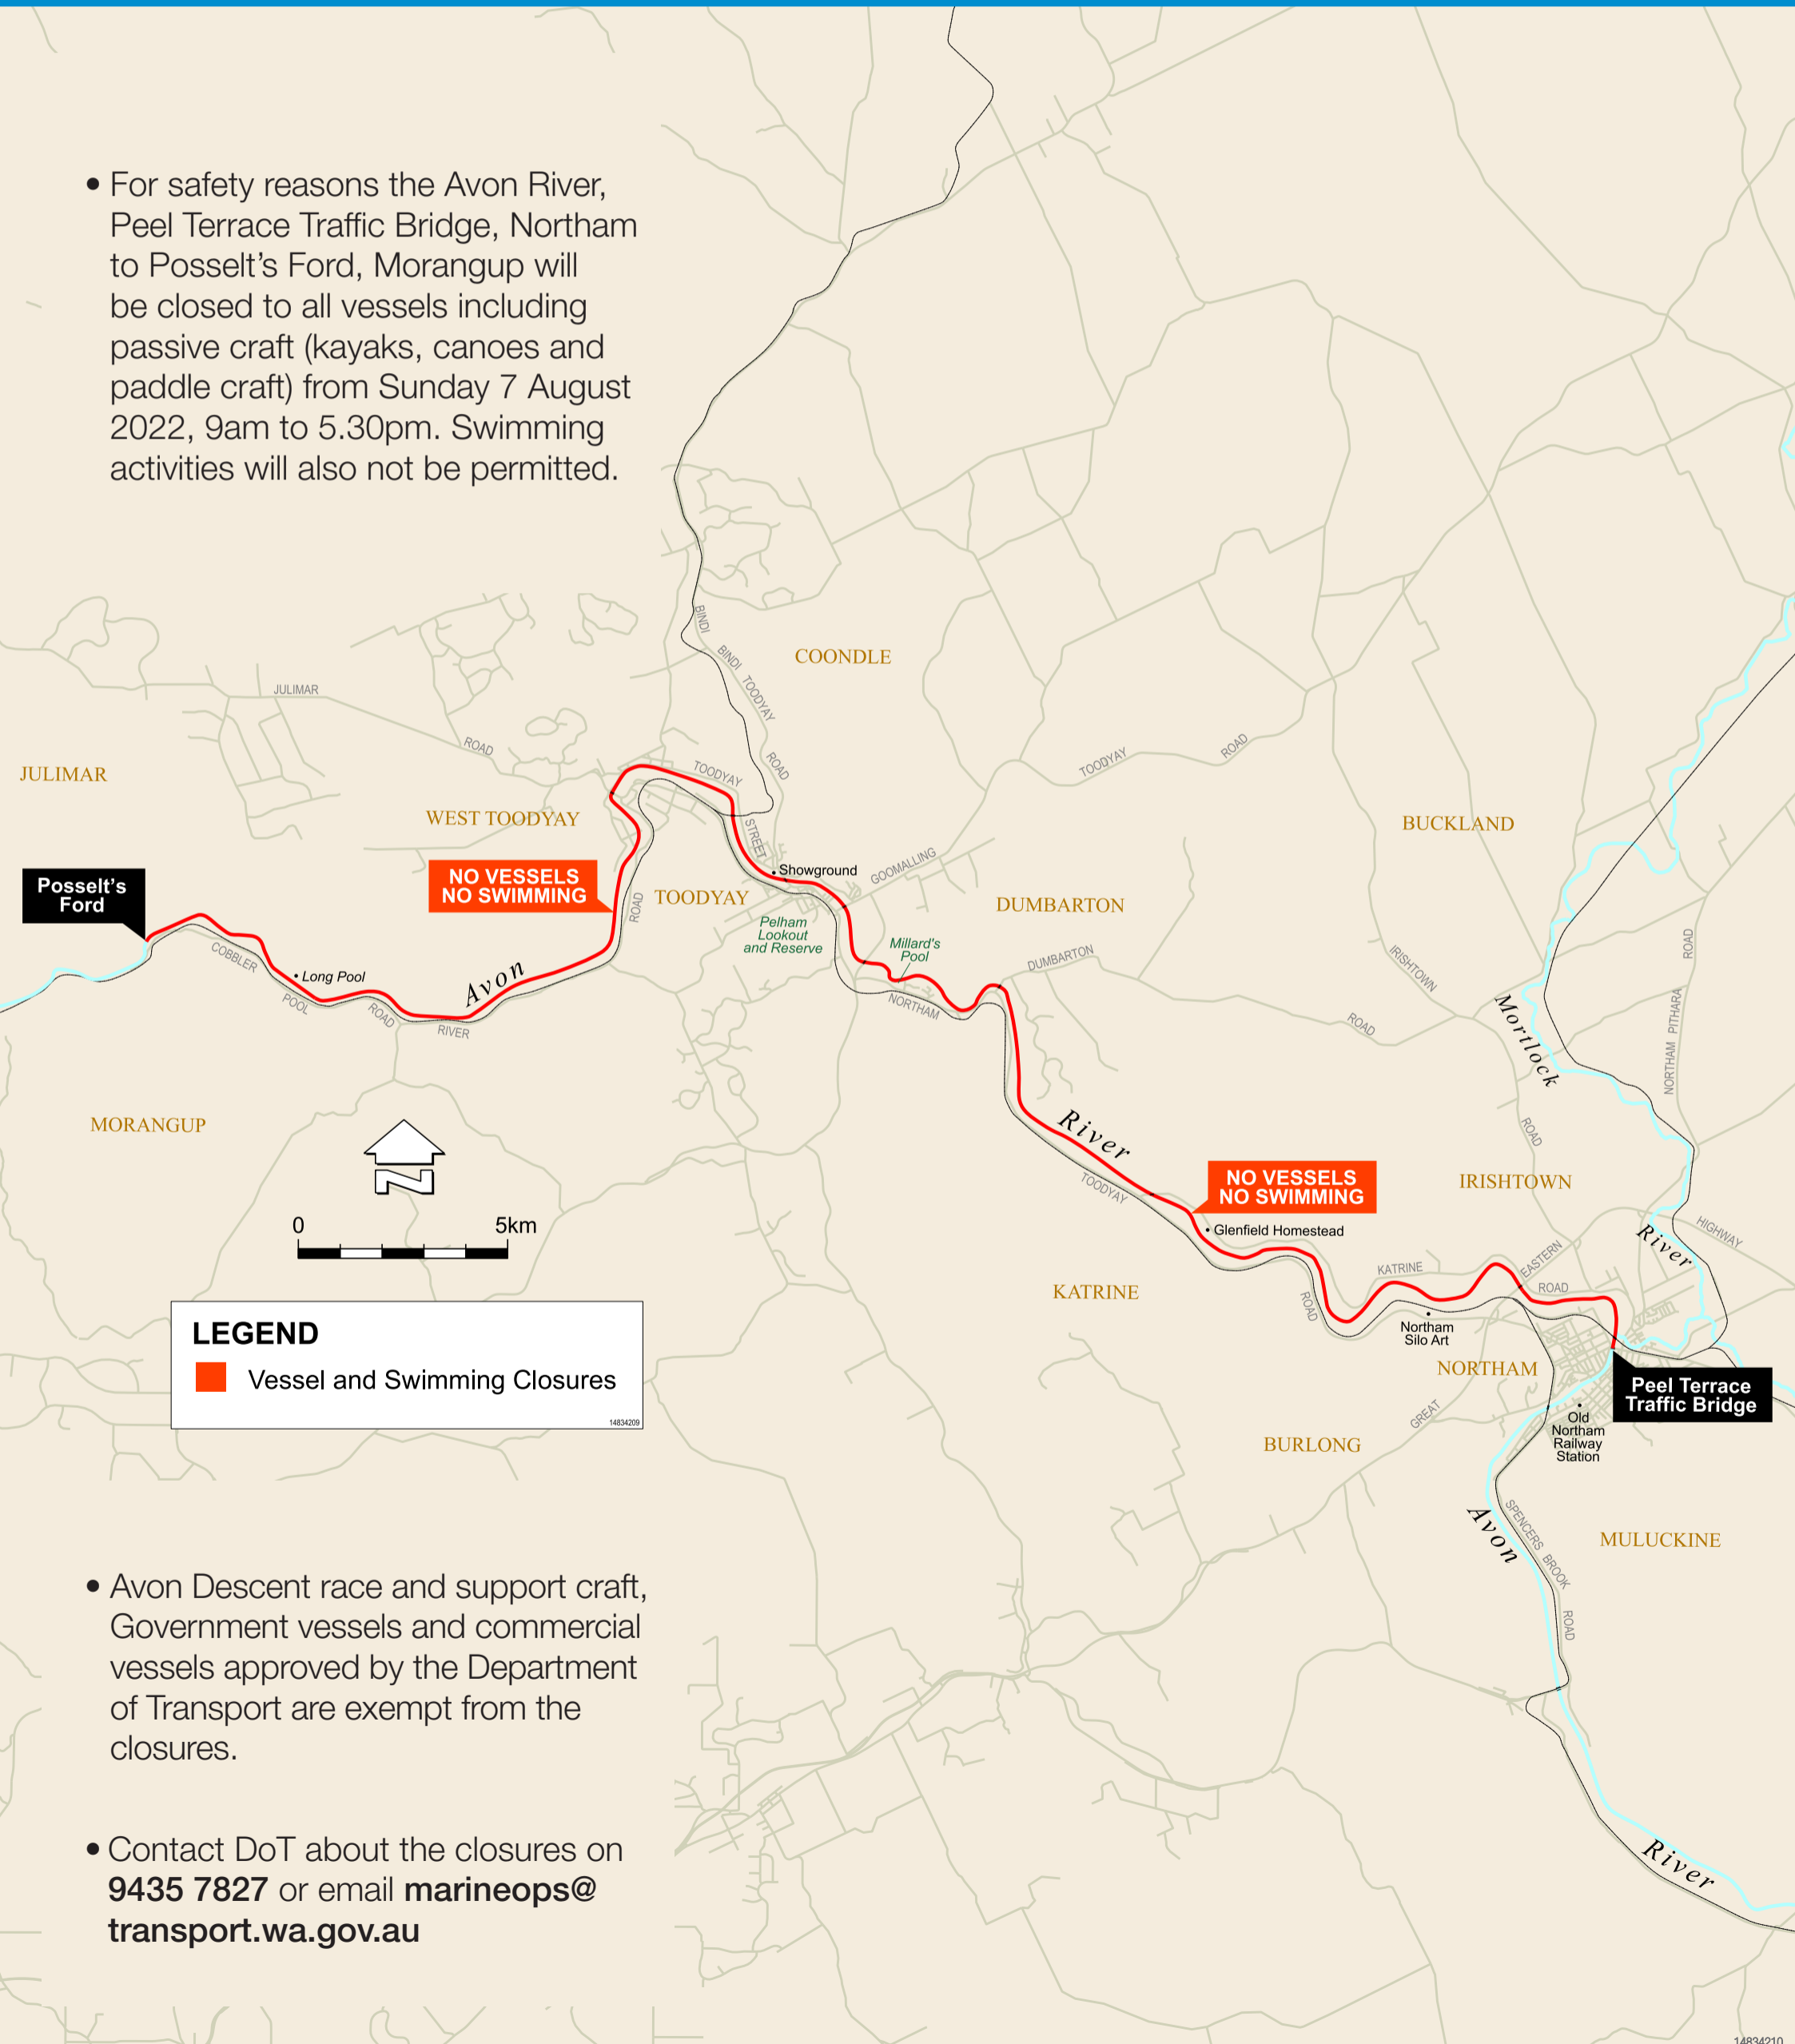 • For safety reasons the Avon River,
Peel Terrace Traffic Bridge, Northam
to Posselt’s Ford, Morangup will
be closed to all vessels including
passive craft (kayaks, canoes and
paddle craft) from Sunday 7 August
2022, 9am to 5.30pm. Swimming
activities will also not be permitted.
BINDI
BINDI TOODYAY
ROAD
COONDLE
JULIMAR
ROAD
JULIMAR
WEST TOODYAY
TOODYAY
STREET
TOODYAY
ROAD
BUCKLAND
NO VESSELS
NO SWIMMING
Posselt’s
Ford
ROAD
TOODYAY
Showground
GOOMALLING
DUMBARTON
Pelham
Lookout
and Reserve
Millard's
Pool
DUMBARTON
ROAD
IRISHTOWN
ROAD
NORTHAM PITHARA
ROAD
COBBLER
POOL
ROAD
Long Pool
Avon
RIVER
NORTHAM
Mortlock
River
MORANGUP
N
0 5km
River
TOODYAY
NO VESSELS
NO SWIMMING
Glenfield Homestead
IRISHTOWN
HIGHWAY
EASTERN
KATRINE
ROAD
KATRINE
ROAD
Northam
Silo Art
NORTHAM
Peel Terrace
Traffic Bridge
GREAT
BURLONG
Old
Northam
Railway
Station
LEGEND
Vessel and Swimming Closures
14834209
Avon
SPENCERS BROOK
ROAD
MULUCKINE
River
• Avon Descent race and support craft,
Government vessels and commercial
vessels approved by the Department
of Transport are exempt from the
closures.
• Contact DoT about the closures on
9435 7827 or email marineops@
transport.wa.gov.au
14834210